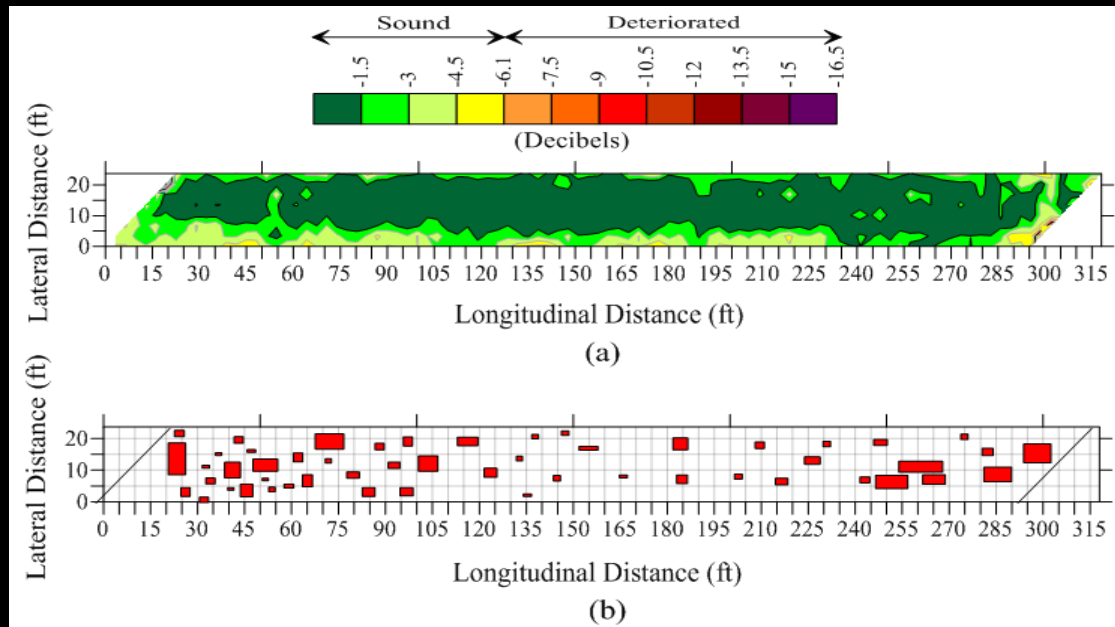 Sound Deteriorated
-1.5 -3 -4.5 -6.1 -7.5 -9 -10.5 -12 -13.5 -15 -16.5
(Decibels)
Lateral Distance (ft)
20
10
0
0 15 30 45 60 75 90 105 120 135 150 165 180 195 210 225 240 255 270 285 300 315
Longitudinal Distance (ft)
(a)
Lateral Distance (ft)
20
10
0
0 15 30 45 60 75 90 105 120 135 150 165 180 195 210 225 240 255 270 285 300 315
Longitudinal Distance (ft)
(b)